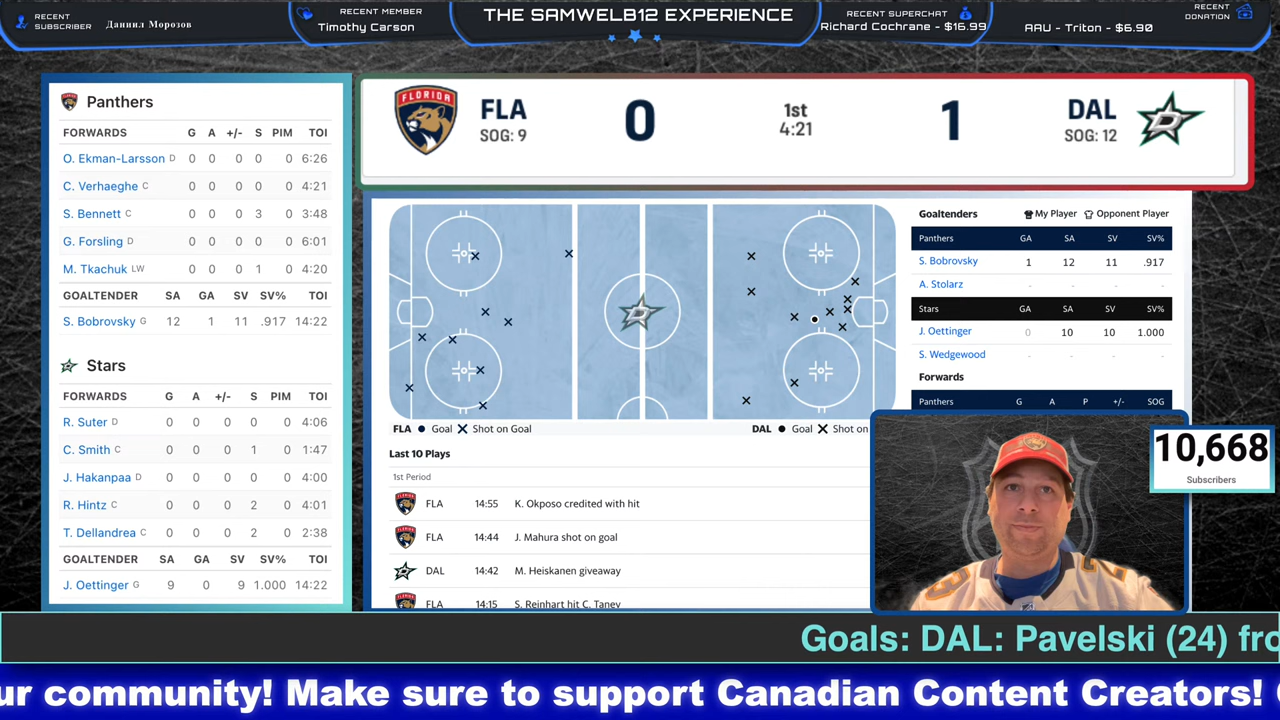 RECENT
SUBSCRIBER
Даниил Морозов
RECENT MEMBER
Timothy Carson
THE SAMWELB12 EXPERIENCE
RECENT SUPERCHAT
Richard Cochrane - $16.99
RECENT
DONATION
AAU - Triton - $6.90
Panthers
FORWARDS G A +/- S PIM TOI
O. Ekman-Larsson D 0 0 0 0 0 6:26
C. Verhaeghe C 0 0 0 0 0 4:21
S. Bennett C 0 0 0 3 0 3:48
G. Forsling D 0 0 0 0 0 6:01
M. Tkachuk LW 0 0 0 1 0 4:20
GOALTENDER SA GA SV SV% TOI
S. Bobrovsky G 12 1 11 .917 14:22
Stars
FORWARDS G A +/- S PIM TOI
R. Suter D 0 0 0 0 0 4:06
C. Smith C 0 0 0 1 0 1:47
J. Hakanpaa D 0 0 0 0 0 4:00
R. Hintz C 0 0 0 2 0 4:01
T. Dellandrea C 0 0 0 2 0 2:38
GOALTENDER SA GA SV SV% TOI
J. Oettinger G 9 0 9 1.000 14:22
FLORIDA
FLA
SOG: 9
0
1st
4:21
1
DAL
SOG: 12
D
D
FLA Goal Shot on Goal
DAL Goal Shot on
Last 10 Plays
1st Period
FLA 14:55 K. Okposo credited with hit
FLA 14:44 J. Mahura shot on goal
DAL 14:42 M. Heiskanen giveaway
FLA 14:15 S. Reinhart hit C. Tanev
Goaltenders My Player Opponent Player
Panthers GA SA SV SV%
S. Bobrovsky 1 12 11 .917
A. Stolarz - - - -
Stars GA SA SV SV%
J. Oettinger 0 10 10 1.000
S. Wedgewood - - - -
Forwards
Panthers G A P +/- SOG
10,668
Subscribers
Goals: DAL: Pavelski (24) fro
ur community! Make sure to support Canadian Content Creators!